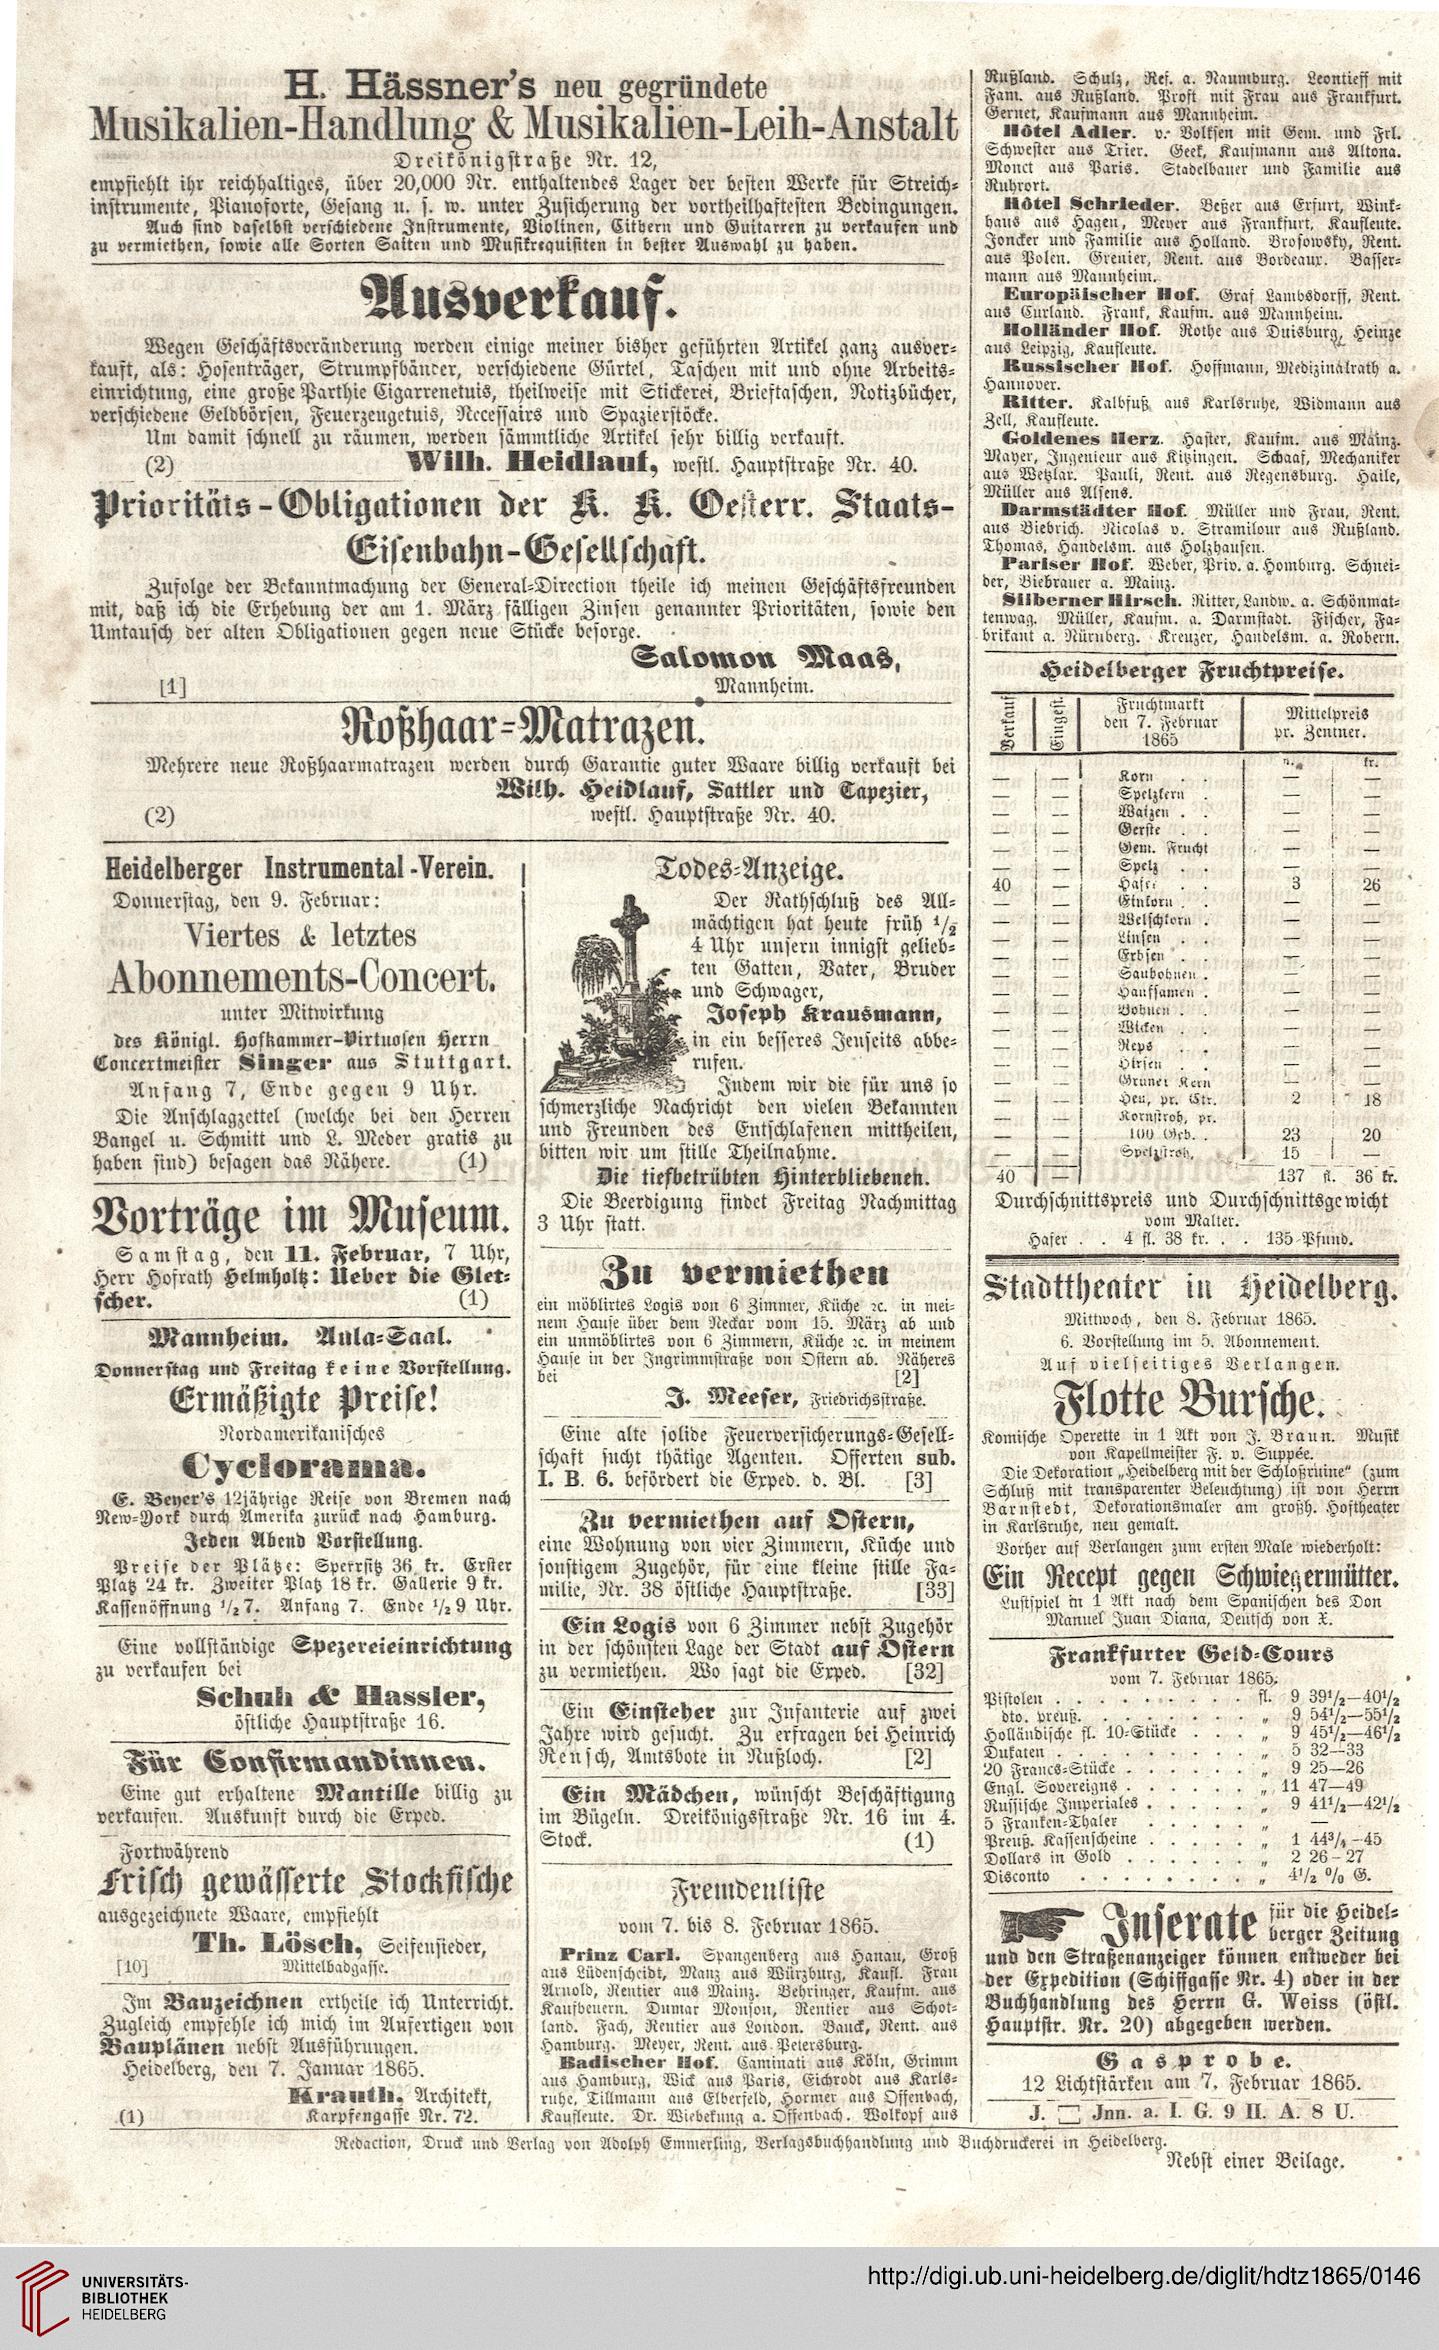 H. Hässner's neu gegründete
Musikalien-Handlung & Musikalien-Leih-Anstalt
Dreikönigstraße Nr. 12,
empfiehlt ihr reichhaltiges, über 20,000 Nr. enthaltendes Lager der besten Werke für Streich-
instrumente, Pianoforte, Gesang u. s. w. unter Zusicherung der vortheilhaftesten Bedingungen.
Auch sind daselbst verschiedene Instrumente, Violinen, Cithern und Guitarren zu verkaufen und
zu vermiethen, sowie alle Sorten Saiten und Musikrequisiten in bester Auswahl zu haben.
Ausverkauf.
Wegen Geschäftsveränderung werden einige meiner bisher geführten Artikel ganz ausver-
kauft, als: Hosenträger, Strumpfbänder, verschiedene Gürtel, Taschen mit und ohne Arbeits-
einrichtung, eine große Parthie Cigarrenetuis, theilweise mit Stickerei, Brieftaschen, Notizbücher,
verschiedene Geldbörsen, Feuerzeugetuis, Necessairs und Spazierstöcke.
Um damit schnell zu räumen, werden sämmtliche Artikel sehr billig verkauft.
(2) Wilh. Heidlauf, westl. Hauptstraße Nr. 40.
Prioritäts-Obligationen der K. K. Oesterr. Staats-
Eisenbahn-Gesellschaft.
Zufolge der Bekanntmachung der General-Direction theile ich meinen Geschäftsfreunden
mit, daß ich die Erhebung der am 1. März fälligen Zinsen genannter Prioritäten, sowie den
Umtausch der alten Obligationen gegen neue Stücke besorge.
Salomon Maas,
[1] Mannheim.
Roßhaar-Matrazen.
Mehrere neue Roßhaarmatrazen werden durch Garantie guter Waare billig verkauft bei
Wilh. Heidlauf, Sattler und Tapezier,
(2) westl. Hauptstraße Nr. 40.
Heidelberger Instrumental-Verein.
Donnerstag, den 9. Februar:
Viertes & letztes
Abonnements-Concert.
unter Mitwirkung
des Königl. Hofkammer-Virtuosen Herrn
Concertmeister Singer aus Stuttgart.
Anfang 7, Ende gegen 9 Uhr.
Die Anschlagzettel (welche bei den Herren
Bangel u. Schmitt und L. Meder gratis zu
haben sind) besagen das Nähere. (1)
Vorträge im Museum.
Samstag, den 11. Februar, 7 Uhr,
Herr Hofrath Helmholtz: Ueber die Glet-
scher. (1)
Mannheim. Aula-Saal.
Donnerstag und Freitag keine Vorstellung.
Ermäßigte Preise!
Nordamerikanisches
Cyclorama.
E. Beyer's 12jährige Reise von Bremen nach
New-York durch Amerika zurück nach Hamburg.
Jeden Abend Vorstellung.
Preise der Plätze: Sperrsitz 36 kr. Erster
Platz 24 kr. Zweiter Platz 18 kr. Gallerie 9 kr.
Kassenöffnung 1/2 7. Anfang 7. Ende 1/2 9 Uhr.
Eine vollständige Spezereieinrichtung
zu verkaufen bei
Schuh & Hassler,
östliche Hauptstraße 16.
Für Confirmandinnen.
Eine gut erhaltene Mantille billig zu
verkaufen. Auskunft durch die Exped.
Fortwährend
frisch gewässerte Stockfische
ausgezeichnete Waare, empfiehlt
Th. Lösch, Seifensieder,
[10] Mittelbadgasse.
Im Bauzeichnen ertheile ich Unterricht.
Zugleich empfehle ich mich im Anfertigen von
Bauplänen nebst Ausführungen.
Heidelberg, den 7. Januar 1865.
Krauth, Architekt,
(1) Karpfengasse Nr. 72.
Todes-Anzeige.
Der Rathschluß des All-
mächtigen hat heute früh 1/2
4 Uhr unsern innigst gelieb-
ten Gatten, Vater, Bruder
und Schwager,
Joseph Krausmann,
in ein besseres Jenseits abbe-
rufen.
Indem wir die für uns so
schmerzliche Nachricht den vielen Bekannten
und Freunden des Entschlafenen mittheilen,
bitten wir um stille Theilnahme.
Die tiefbetrübten Hinterbliebenen.
Die Beerdigung findet Freitag Nachmittag
3 Uhr statt.
Zu vermiethen
ein möblirtes Logis von 6 Zimmer, Küche ꝛc. in mei-
nem Hause über dem Neckar vom 15. März ab und
ein unmöblirtes von 6 Zimmern, Küche ꝛc. in meinem
Hause in der Ingrimmstraße von Ostern ab. Näheres
bei [2]
J. Meeser, Friedrichsstraße.
Eine alte solide Feuerversicherungs-Gesell-
schaft sucht thätige Agenten. Offerten sub.
I. B. 6. befördert die Exped. d. Bl. [3]
Zu vermiethen auf Ostern,
eine Wohnung von vier Zimmern, Küche und
sonstigem Zugehör, für eine kleine stille Fa-
milie, Nr. 38 östliche Hauptstraße. [33]
Ein Logis von 6 Zimmer nebst Zugehör
in der schönsten Lage der Stadt auf Ostern
zu vermiethen. Wo sagt die Exped. [32]
Ein Einsteher zur Infanterie auf zwei
Jahre wird gesucht. Zu erfragen bei Heinrich
Rensch, Amtsbote in Nußloch. [2]
Ein Mädchen, wünscht Beschäftigung
im Bügeln. Dreikönigsstraße Nr. 16 im 4.
Stock. (1)
Fremdenliste
vom 7. bis 8. Februar 1865.
Prinz Carl. Spangenberg aus Hanau, Groß
aus Lüdenscheidt, Manz aus Würzburg, Kaufl. Frau
Arnold, Rentier aus Mainz. Behringer, Kaufm. aus
Kaufbeuern. Dumar Monson, Rentier aus Schot-
land. Fach, Rentier aus London. Bauck, Rent. aus
Hamburg. Meyer, Rent. aus Petersburg.
Badischer Hof. Caminati aus Köln, Grimm
aus Hamburg, Wick aus Paris, Eichrodt aus Karls-
ruhe, Tillmann aus Elberfeld, Hormer aus Offenbach,
Kaufleute. Dr. Wiebekung a. Offenbach. Wolkopf aus
Rußland. Schulz, Ref. a. Naumburg. Leontieff mit
Fam. aus Rußland. Prost mit Frau aus Frankfurt.
Gernet, Kaufmann aus Mannheim.
Hôtel Adler. v. Volksen mit Gem. und Frl.
Schwester aus Trier. Geek, Kaufmann aus Altona.
Monet aus Paris. Stadelbauer und Familie aus
Ruhrort.
Hôtel Schrieder. Beßer aus Erfurt, Wink-
haus aus Hagen, Meyer aus Frankfurt, Kaufleute.
Joncker und Familie aus Holland. Brosowsky, Rent.
aus Polen. Grenier, Rent. aus Bordeaux. Basser-
mann aus Mannheim.
Europäischer Hof. Graf Lambsdorff, Rent.
aus Curland. Frank, Kaufm. aus Mannheim.
Holländer Hof. Rothe aus Duisburg, Heinze
aus Leipzig, Kaufleute.
Russischer Hof. Hoffmann, Medizinalrath a.
Hannover.
Ritter. Kalbfuß aus Karlsruhe, Widmann aus
Zell, Kaufleute.
Goldenes Herz. Haster, Kaufm. aus Mainz.
Mayer, Ingenieur aus Kitzingen. Schaaf, Mechaniker
aus Wetzlar. Pauli, Rent. aus Regensburg. Haile,
Müller aus Alsens.
Darmstädter Hof. Müller und Frau, Rent.
aus Biebrich. Nicolas v. Stramilour aus Rußland.
Thomas, Handelsm. aus Holzhausen.
Pariser Hof. Weber, Priv. a. Homburg. Schnei-
der, Biebrauer a. Mainz.
Silberner Hirsch. Ritter, Landw. a. Schönmat-
tenwag. Müller, Kaufm. a. Darmstadt. Fischer, Fa-
brikant a. Nürnberg. Kreuzer, Handelsm. a. Robern.
Heidelberger Fruchtpreise.
Verkauf Eingest. Fruchtmarkt den 7. Februar 1865 Mittelpreis pr. Zentner.
kr.
— — Korn . . — —
— — Spelzkern . — —
— — Waizen . . — —
— — Gerste . . — —
— — Gem. Frucht — —
— — Spelz . . — —
40 — Hafer . . 3 26
— — Einkorn . . — —
— — Welschkorn . — —
— — Linsen . . — —
— — Erbsen . . — —
— — Saubohnen . — —
— — Hanfsamen . — —
— — Bohnen . . — —
— — Wicken . . — —
— — Reps . . — —
— — Hirsen . . — —
— — Grüner Kern — —
— — Heu, pr. Ctr. 2 18
— — Kornstroh, pr.
— — 100 Geb. . 23 20
— — Spelzstroh, 15 —
40 — 137 fl. 36 kr.
Durchschnittspreis und Durchschnittsgewicht
vom Malter.
Hafer . . 4 fl. 38 kr. . . 135 Pfund.
Stadttheater in Heidelberg.
Mittwoch, den 8. Februar 1865.
6. Vorstellung im 5. Abonnement.
Auf vielseitiges Verlangen.
Flotte Bursche.
Komische Operette in 1 Akt von J. Braun. Musik
von Kapellmeister F. v. Suppée.
Die Dekoration „Heidelberg mit der Schloßruine" (zum
Schluß mit transparenter Beleuchtung) ist von Herrn
Barnstedt, Dekorationsmaler am großh. Hoftheater
in Karlsruhe, neu gemalt.
Vorher auf Verlangen zum ersten Male wiederholt:
Ein Recept gegen Schwiegermütter.
Lustspiel in 1 Akt nach dem Spanischen des Don
Manuel Juan Diana, Deutsch von X.
Frankfurter Geld-Cours
vom 7. Februar 1865.
Pistolen . . . . . . . . . fl. 9 39 1/2—40 1/2
dto. preuß. . . . . . . . „ 9 54 1/2—55 1/2
Holländische fl. 10-Stücke . . . „ 9 45 1/2—46 1/2
Dukaten . . . . . . . . . „ 5 32—33
20 Francs-Stücke . . . . . . „ 9 25—26
Engl. Sovereigns . . . . . . „ 11 47—49
Russische Imperiales . . . . . „ 9 41 1/2—42 1/2
5 Franken-Thaler . . . . . „ —
Preuß. Kassenscheine . . . . . „ 1 44 3/4—45
Dollars in Gold . . . . . . „ 2 26—27
Disconto . . . . . . . . „ 4 1/2 % G.
Inserate für die Heidel-
berger Zeitung
und den Straßenanzeiger können entweder bei
der Expedition (Schiffgasse Nr. 4) oder in der
Buchhandlung des Herrn G. Weiss (östl.
Hauptstr. Nr. 20) abgegeben werden.
Gasprobe.
12 Lichtstärken am 7. Februar 1865.
J. □ Jnn. a. I. G. 9 II. A. 8 U.
Redaction, Druck und Verlag von Adolph Emmerling, Verlagsbuchhandlung und Buchdruckerei in Heidelberg.
Nebst einer Beilage.
UNIVERSITÄTS-
BIBLIOTHEK
HEIDELBERG
http://digi.ub.uni-heidelberg.de/diglit/hdtz1865/0146